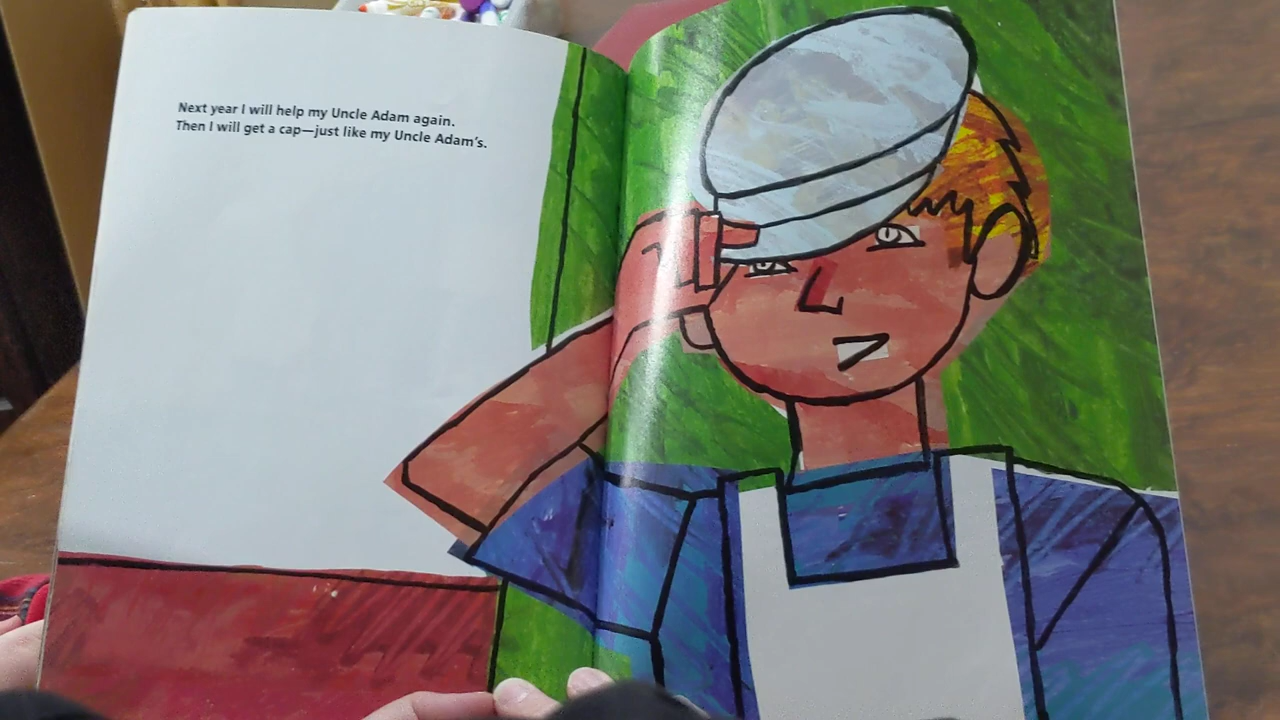 Next year I will help my Uncle Adam again.
Then I will get a cap—just like my Uncle Adam's.